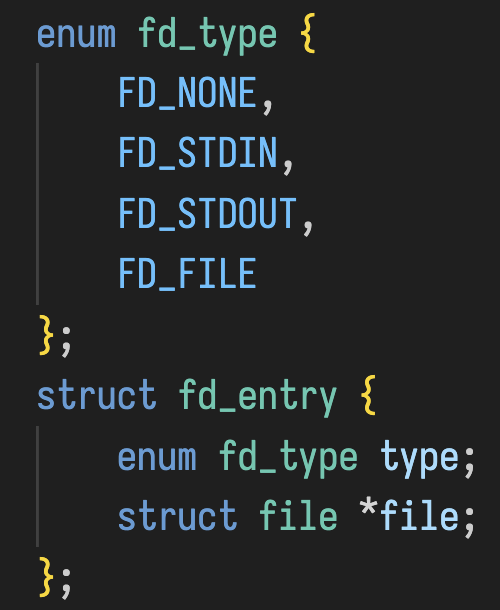 enum fd_type {
    FD_NONE,
    FD_STDIN,
    FD_STDOUT,
    FD_FILE
};
struct fd_entry {
    enum fd_type type;
    struct file *file;
};